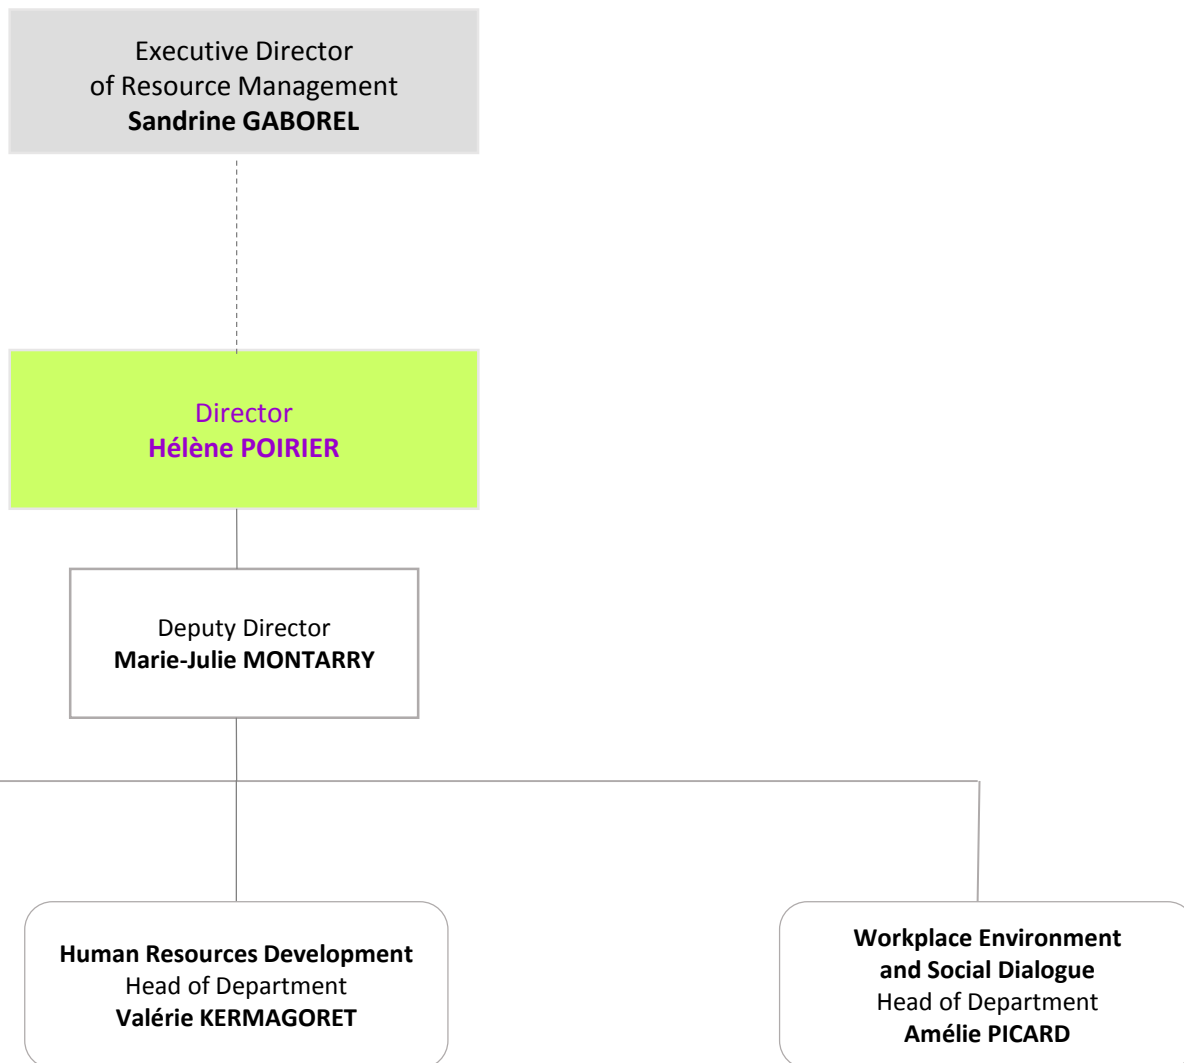 Executive Director
of Resource Management
Sandrine GABOREL
Director
Hélène POIRIER
Deputy Director
Marie-Julie MONTARRY
Human Resources Development
Head of Department
Valérie KERMAGORET
Workplace Environment
and Social Dialogue
Head of Department
Amélie PICARD